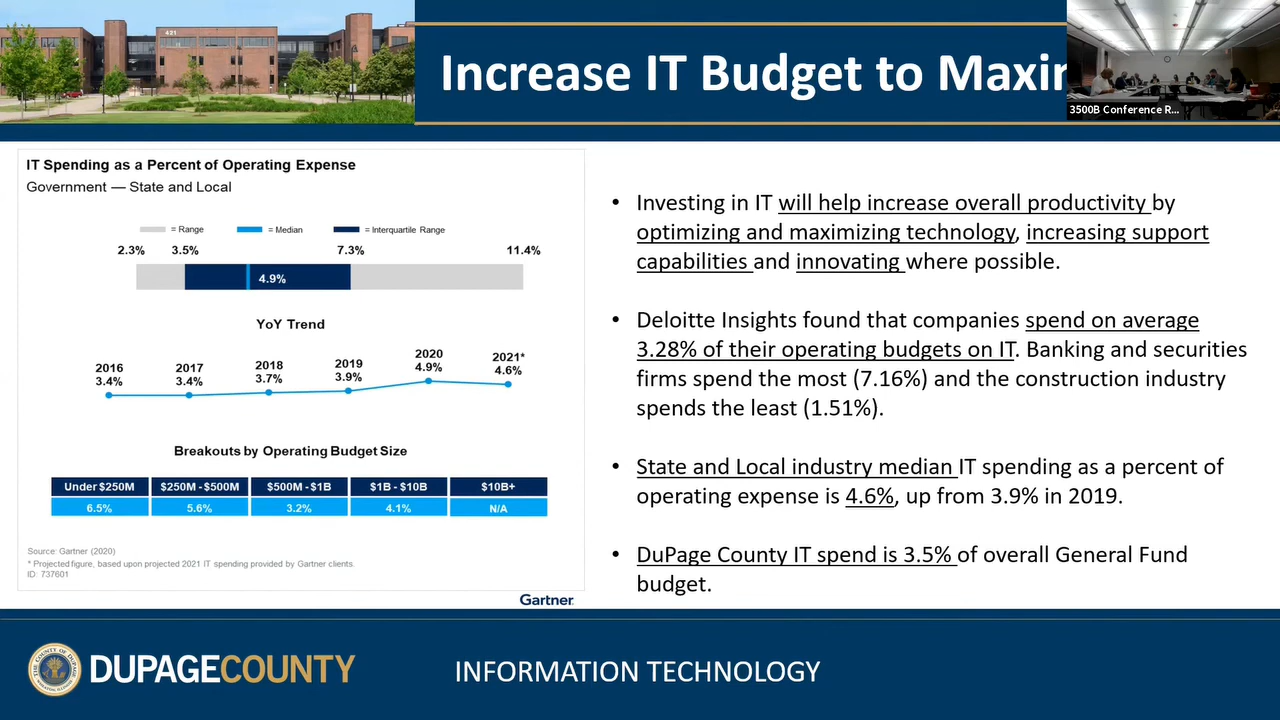 431
Increase IT Budget to Maxi
3500B Conference R...
IT Spending as a Percent of Operating Expense
Government — State and Local
= Range
= Median
= Interquartile Range
2.3%
3.5%
7.3%
11.4%
4.9%
YoY Trend
2016
3.4%
2017
3.4%
2018
3.7%
2019
3.9%
2020
4.9%
2021*
4.6%
Breakouts by Operating Budget Size
Under $250M
$250M - $500M
$500M - $1B
$1B - $10B
$10B+
6.5%
5.6%
3.2%
4.1%
N/A
Source: Gartner (2020)
* Projected figure, based upon projected 2021 IT spending provided by Gartner clients.
ID: 737601
Gartner
• Investing in IT will help increase overall productivity by
optimizing and maximizing technology, increasing support
capabilities and innovating where possible.
• Deloitte Insights found that companies spend on average
3.28% of their operating budgets on IT. Banking and securities
firms spend the most (7.16%) and the construction industry
spends the least (1.51%).
• State and Local industry median IT spending as a percent of
operating expense is 4.6%, up from 3.9% in 2019.
• DuPage County IT spend is 3.5% of overall General Fund
budget.
DUPAGECOUNTY
INFORMATION TECHNOLOGY